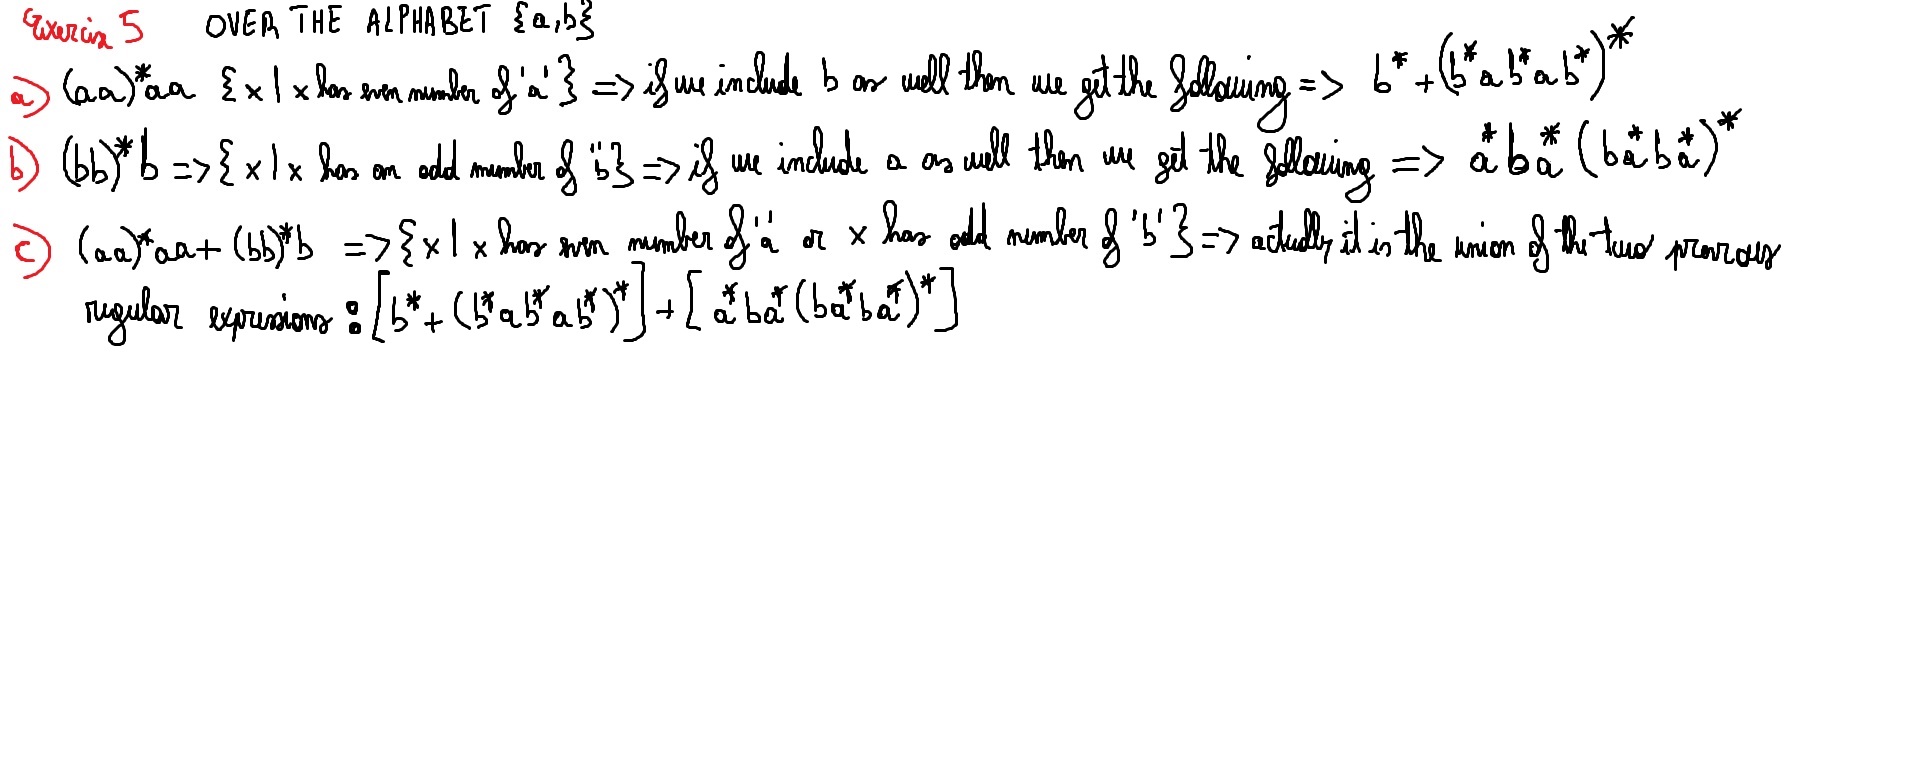 Exercise 5 OVER THE ALPHABET {a,b}
a) (aa)*aa {x | x has even number of 'a'} => if we include b as well then we get the following => b* + (b*ab*ab*)*
b) (bb)*b => {x | x has an odd number of 'b'} => if we include a as well then we get the following => a*ba*(ba*ba*)*
c) (aa)*aa + (bb)*b => {x | x has even number of 'a' or x has odd number of 'b'} => actually it is the union of the two previous
regular expressions : [b* + (b*ab*ab*)*] + [a*ba*(ba*ba*)*]